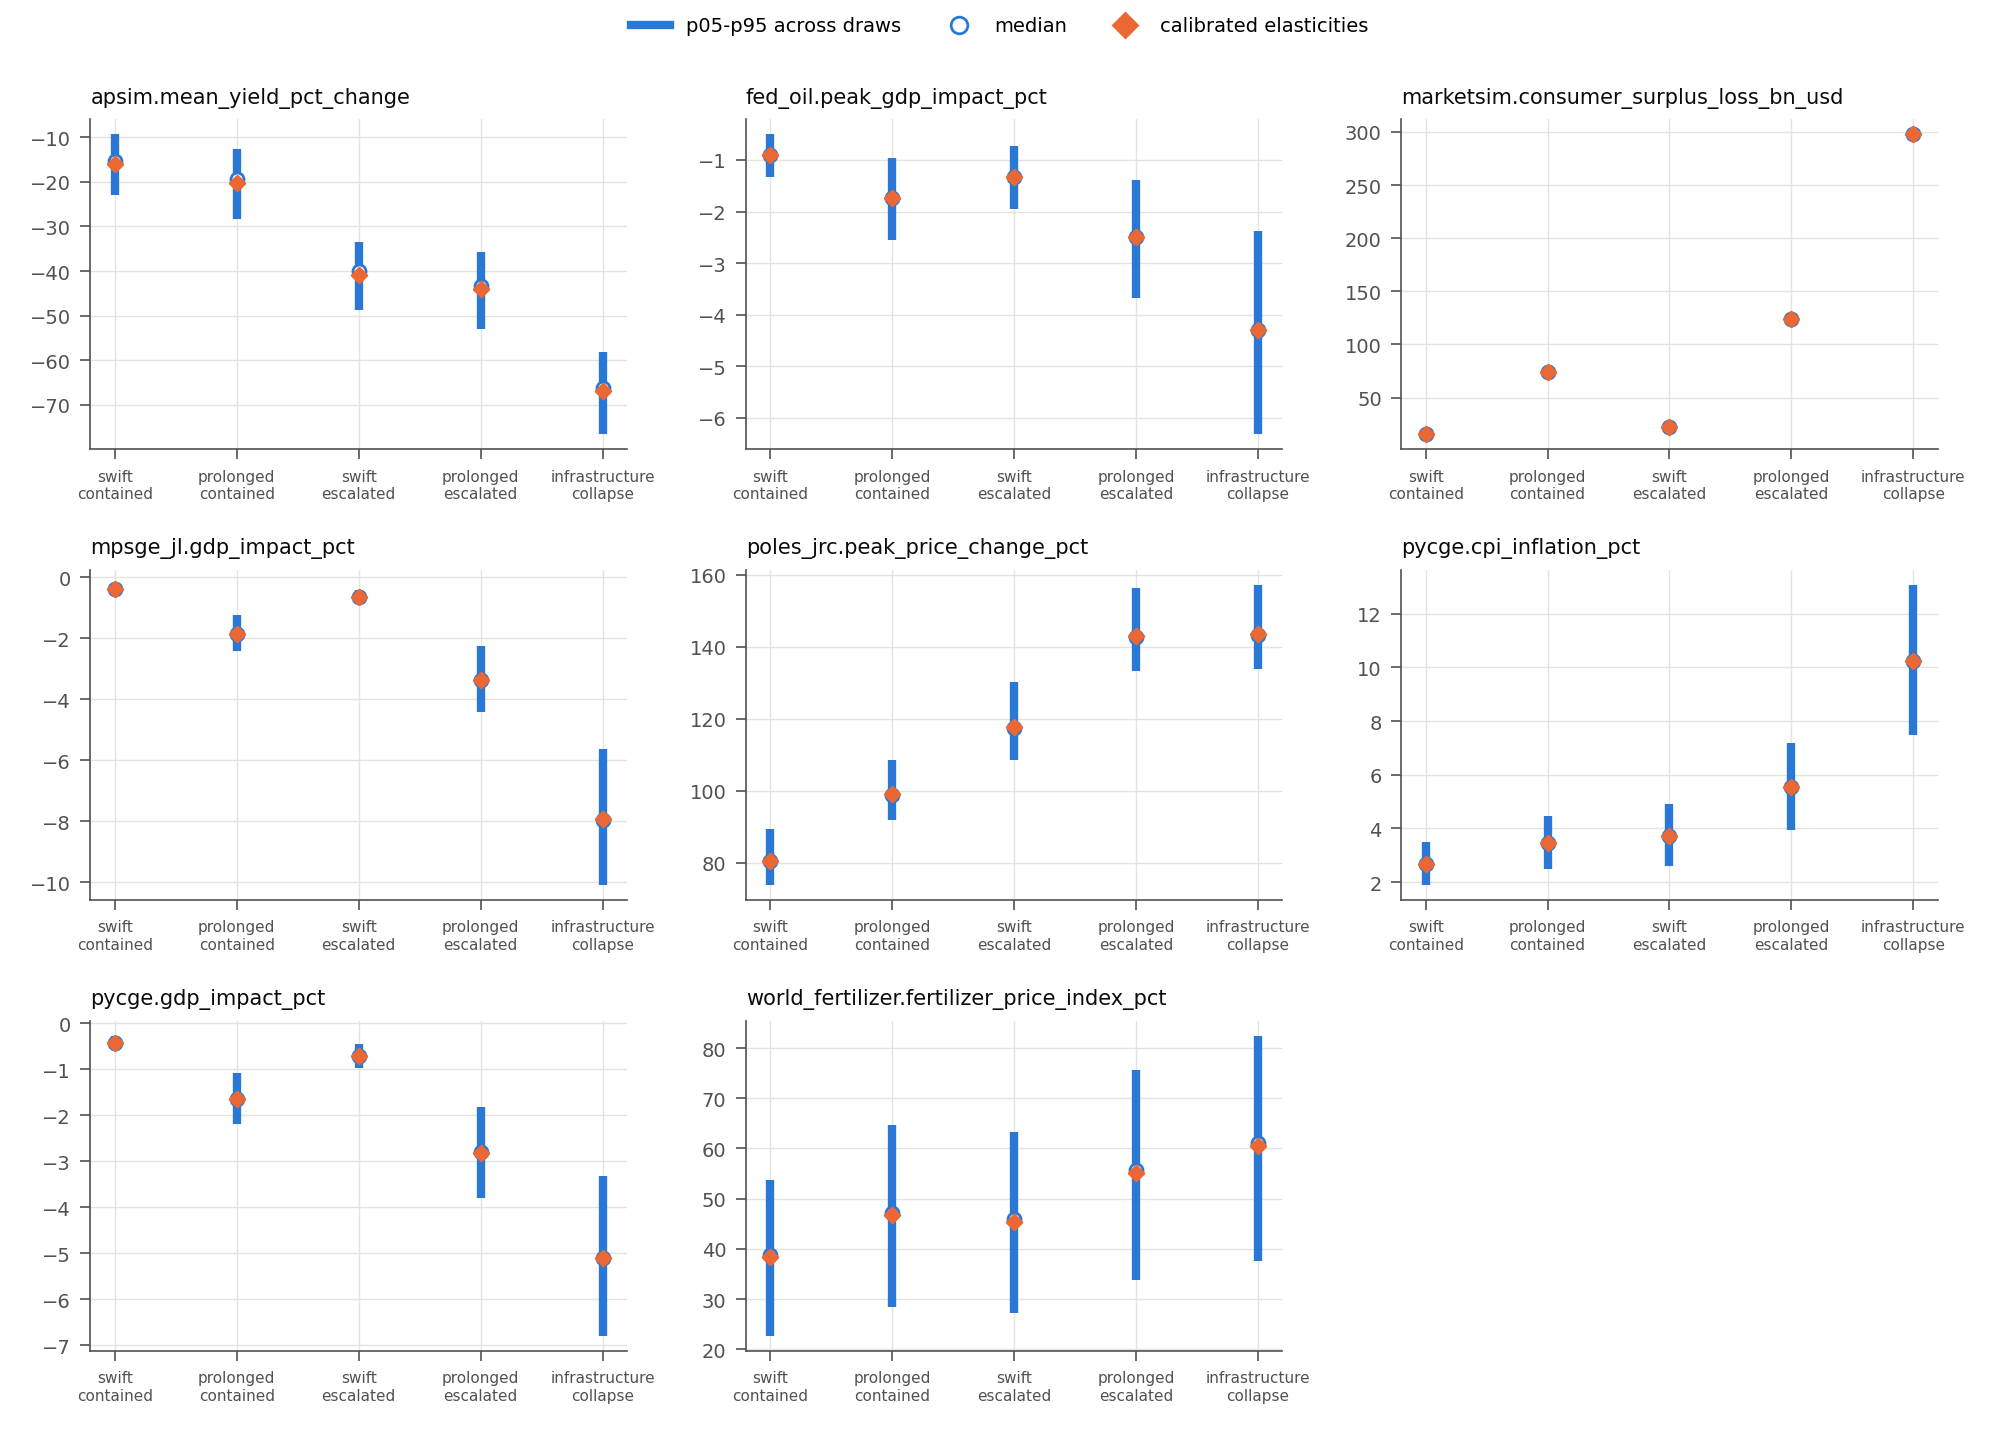 p05-p95 across draws median calibrated elasticities
apsim.mean_yield_pct_change
−10
−20
−30
−40
−50
−60
−70
swift contained
prolonged contained
swift escalated
prolonged escalated
infrastructure collapse
fed_oil.peak_gdp_impact_pct
−1
−2
−3
−4
−5
−6
swift contained
prolonged contained
swift escalated
prolonged escalated
infrastructure collapse
marketsim.consumer_surplus_loss_bn_usd
300
250
200
150
100
50
swift contained
prolonged contained
swift escalated
prolonged escalated
infrastructure collapse
mpsge_jl.gdp_impact_pct
0
−2
−4
−6
−8
−10
swift contained
prolonged contained
swift escalated
prolonged escalated
infrastructure collapse
poles_jrc.peak_price_change_pct
160
140
120
100
80
swift contained
prolonged contained
swift escalated
prolonged escalated
infrastructure collapse
pycge.cpi_inflation_pct
12
10
8
6
4
2
swift contained
prolonged contained
swift escalated
prolonged escalated
infrastructure collapse
pycge.gdp_impact_pct
0
−1
−2
−3
−4
−5
−6
−7
swift contained
prolonged contained
swift escalated
prolonged escalated
infrastructure collapse
world_fertilizer.fertilizer_price_index_pct
80
70
60
50
40
30
20
swift contained
prolonged contained
swift escalated
prolonged escalated
infrastructure collapse